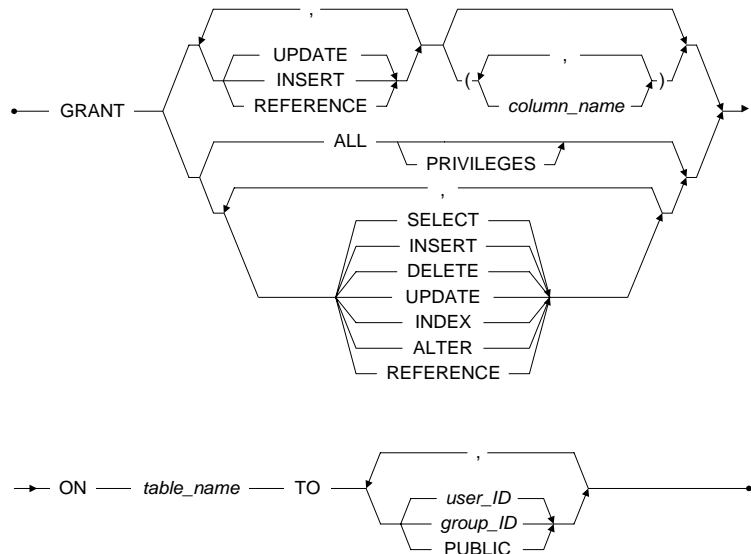 ,
UPDATE
INSERT
REFERENCE
,
( column_name )
GRANT
ALL
PRIVILEGES
,
SELECT
INSERT
DELETE
UPDATE
INDEX
ALTER
REFERENCE
ON table_name TO
,
user_ID
group_ID
PUBLIC